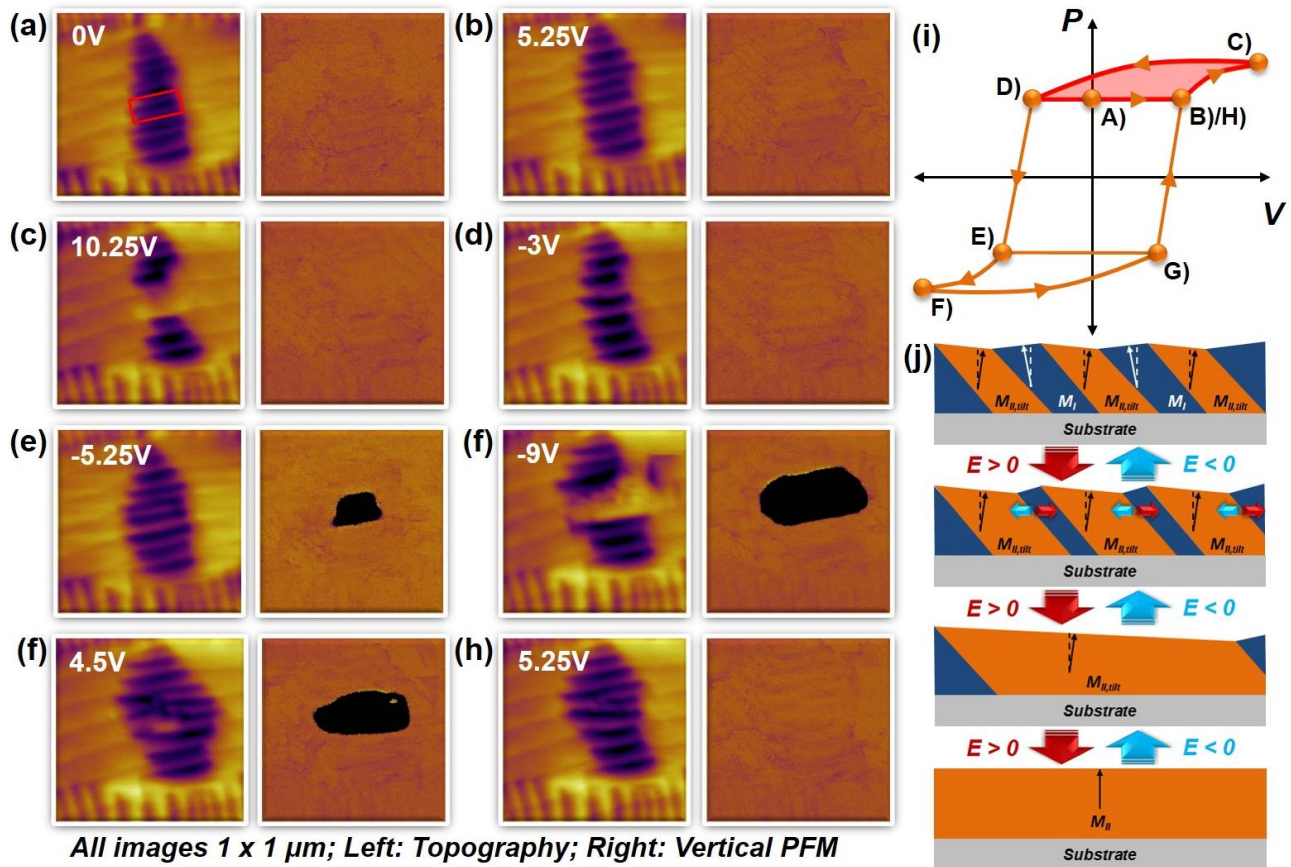 (a) 0V
(b) 5.25V
(c) 10.25V
(d) -3V
(e) -5.25V
(f) -9V
(f) 4.5V
(h) 5.25V
All images 1 x 1 μm; Left: Topography; Right: Vertical PFM
(i)
P
C)
D)
A)
B)/H)
V
E)
G)
F)
(j)
M_II,tilt M_I M_II,tilt M_I M_II,tilt
Substrate
E > 0 E < 0
M_II,tilt M_II,tilt M_II,tilt
Substrate
E > 0 E < 0
M_II,tilt
Substrate
E > 0 E < 0
M_II
Substrate